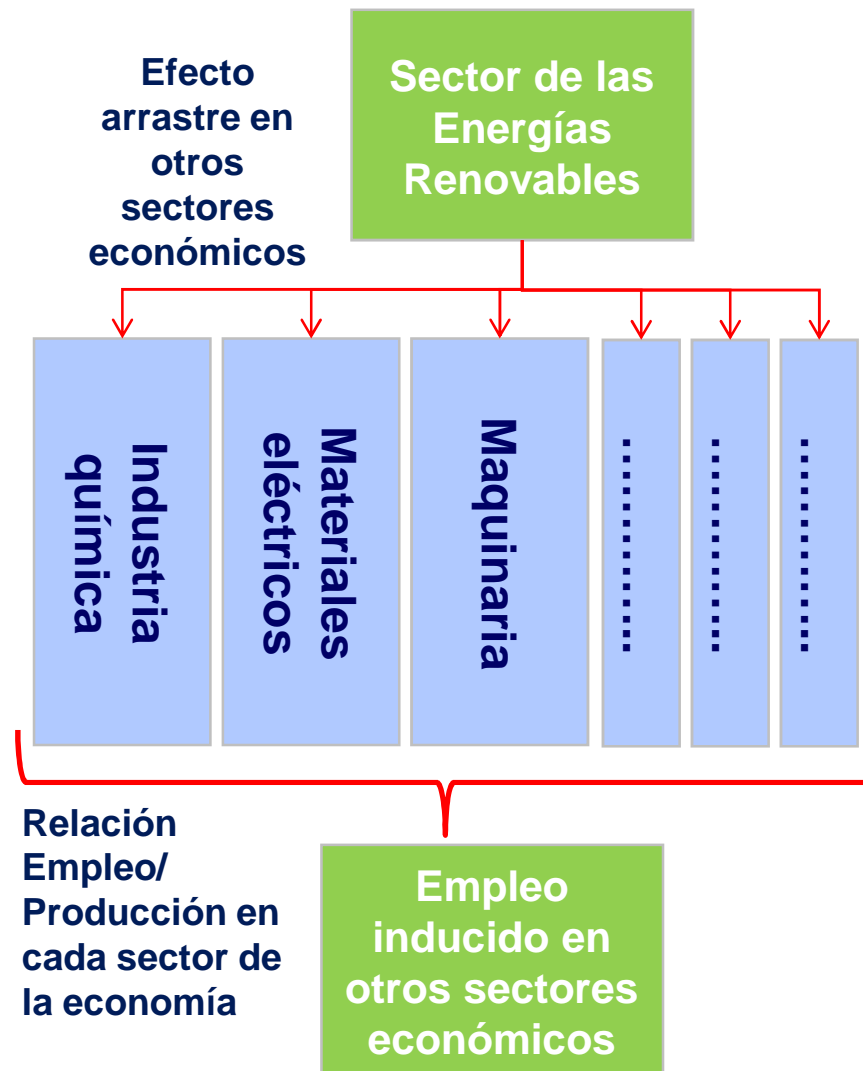 Efecto
arrastre en
otros
sectores
económicos
Sector de las
Energías
Renovables
Industria
química
Materiales
eléctricos
Maquinaria
...............
...............
...............
Relación
Empleo/
Producción en
cada sector de
la economía
Empleo
inducido en
otros sectores
económicos